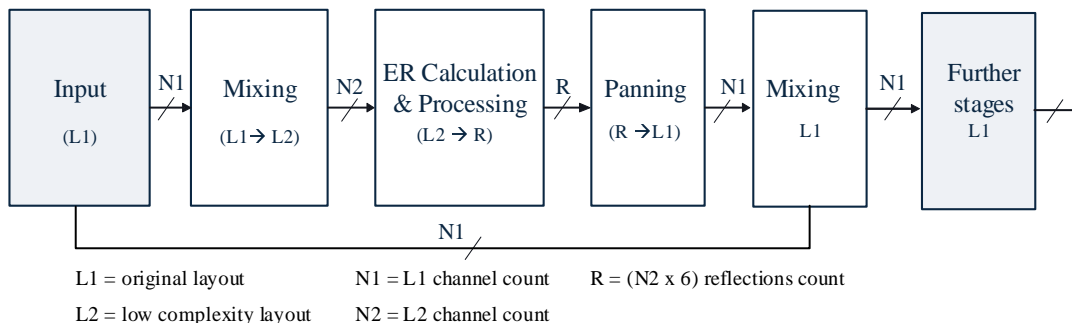 Input
(L1)
N1
Mixing
(L1→ L2)
N2
ER Calculation
& Processing
(L2 → R)
R
Panning
(R →L1)
N1
Mixing
L1
N1
Further
stages
L1
N1
L1 = original layout
N1 = L1 channel count
R = (N2 x 6) reflections count
L2 = low complexity layout
N2 = L2 channel count